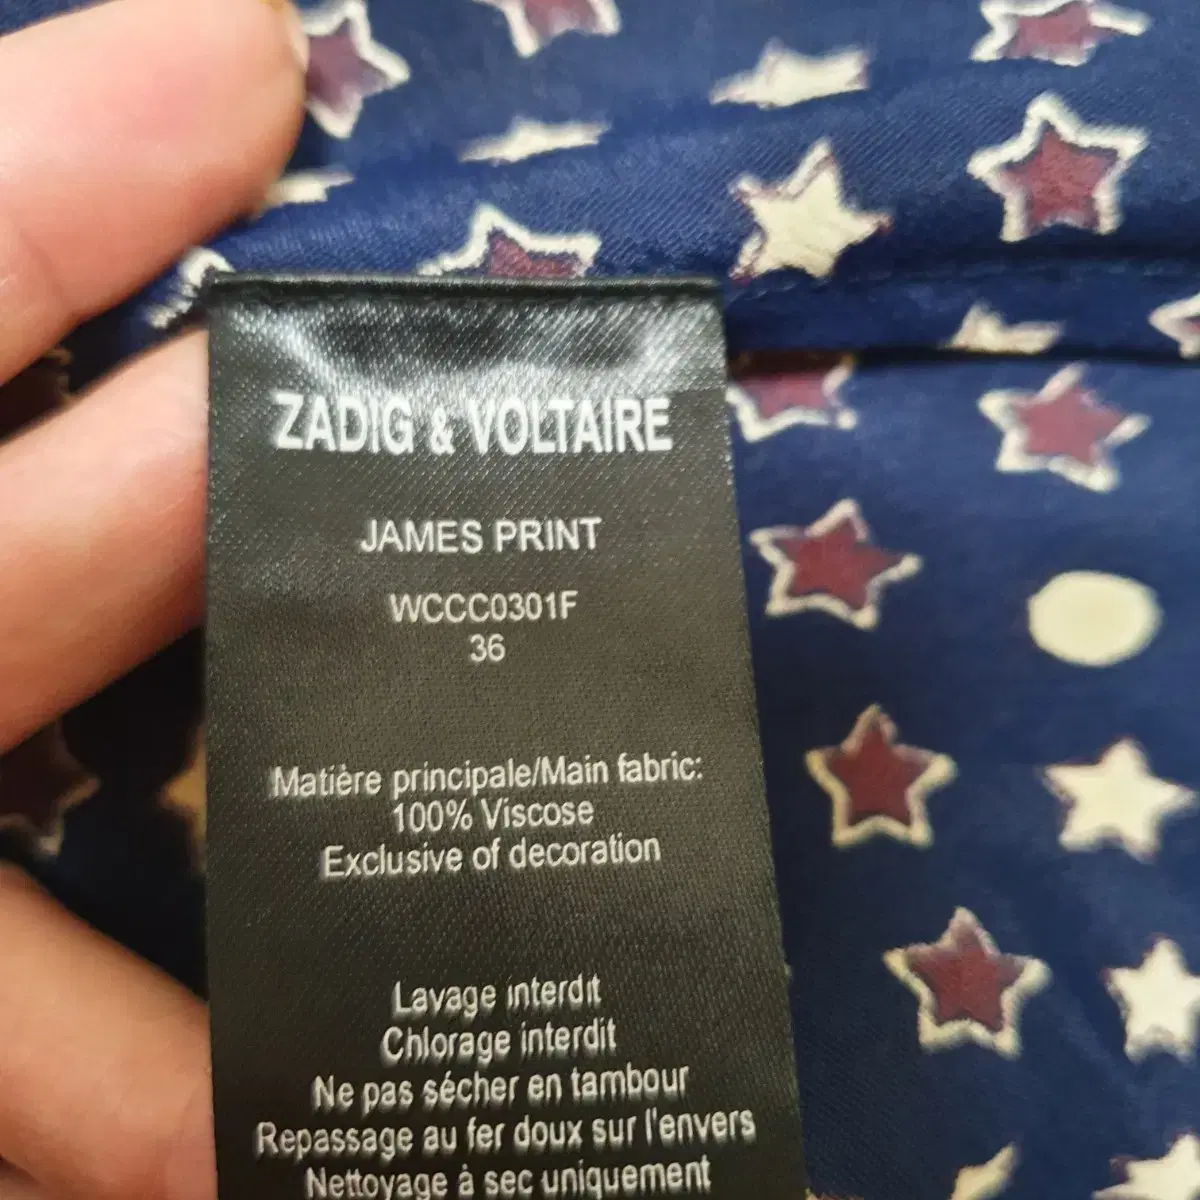 ZADIG & VOLTAIRE
JAMES PRINT
WCCC0301F
36
Matière principale/Main fabric:
100% Viscose
Exclusive of decoration
Lavage interdit
Chlorage interdit
Ne pas sécher en tambour
Repassage au fer doux sur l'envers
Nettoyage à sec uniquement